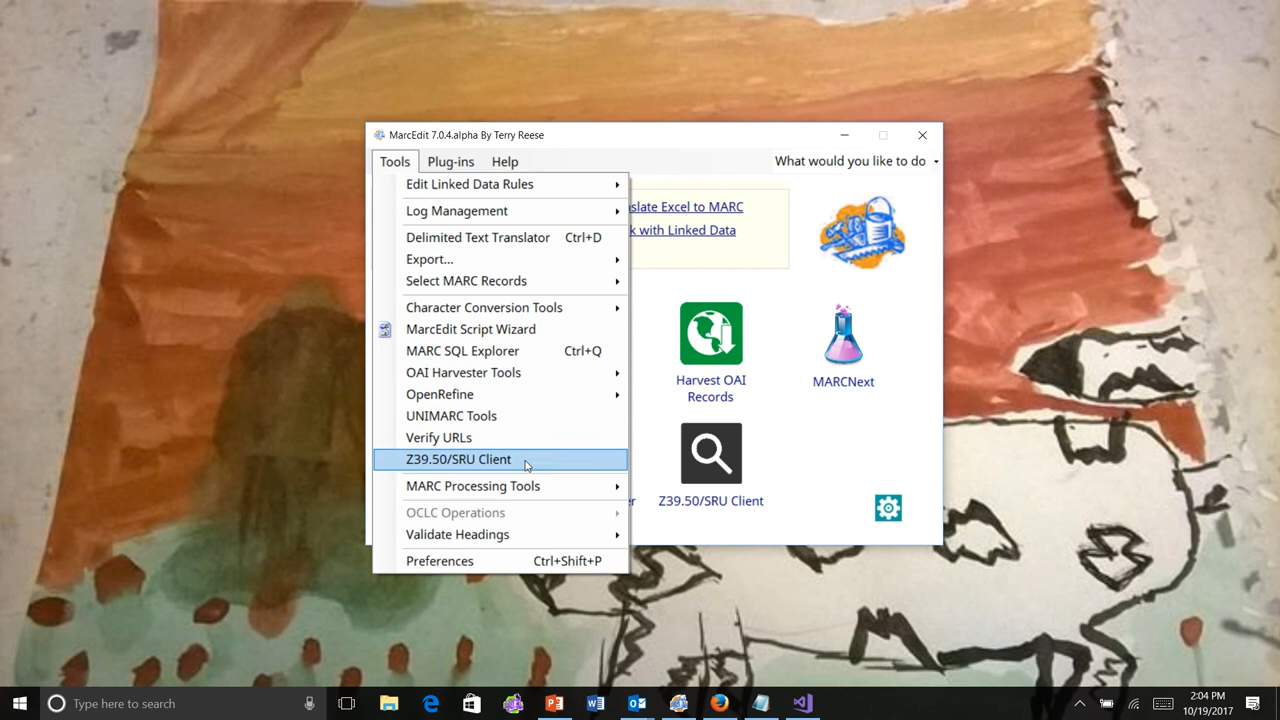 MarcEdit 7.0.4.alpha By Terry Reese
Tools Plug-ins Help What would you like to do
Edit Linked Data Rules
Log Management
Delimited Text Translator Ctrl+D
Export...
Select MARC Records
Character Conversion Tools
MarcEdit Script Wizard
MARC SQL Explorer Ctrl+Q
OAI Harvester Tools
OpenRefine
UNIMARC Tools
Verify URLs
Z39.50/SRU Client
MARC Processing Tools
OCLC Operations
Validate Headings
Preferences Ctrl+Shift+P
slate Excel to MARC
k with Linked Data
Harvest OAI
Records
MARCNext
er
Z39.50/SRU Client
Type here to search
2:04 PM
10/19/2017